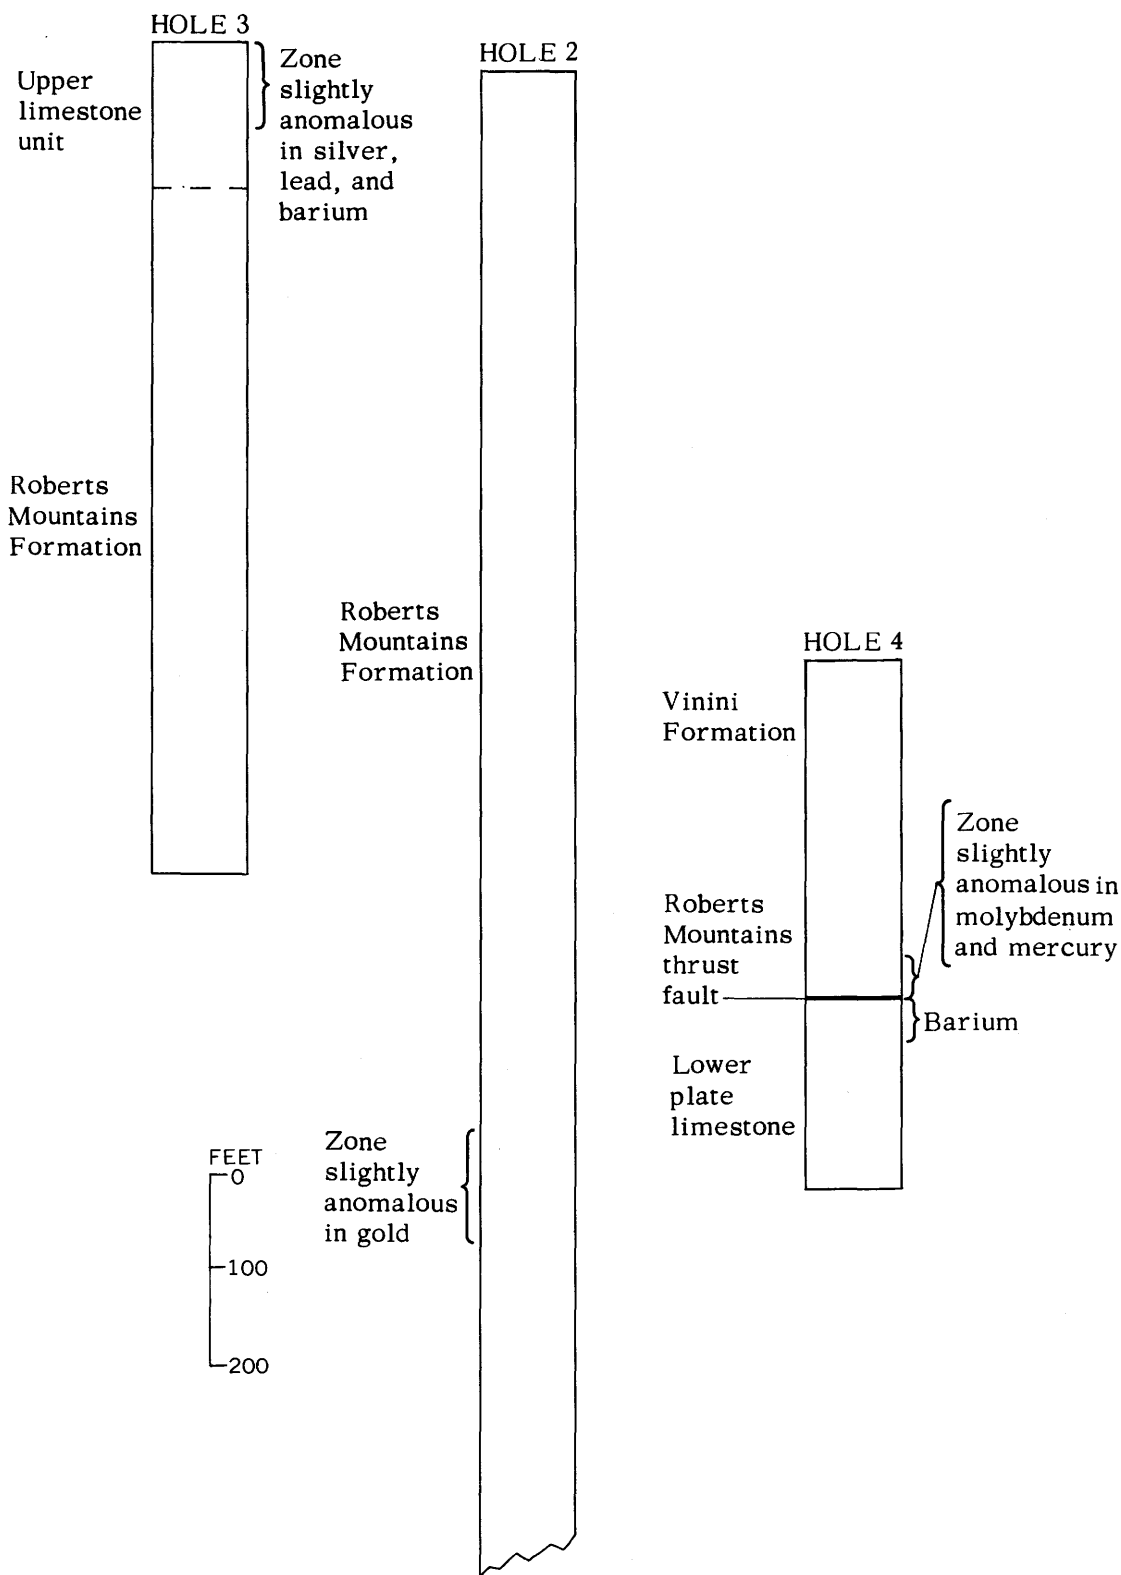 HOLE 3
Upper
limestone
unit
Zone
slightly
anomalous
in silver,
lead, and
barium
Roberts
Mountains
Formation
HOLE 2
Roberts
Mountains
Formation
Zone
slightly
anomalous
in gold
FEET
0
100
200
HOLE 4
Vinini
Formation
Roberts
Mountains
thrust
fault
Zone
slightly
anomalous in
molybdenum
and mercury
Barium
Lower
plate
limestone